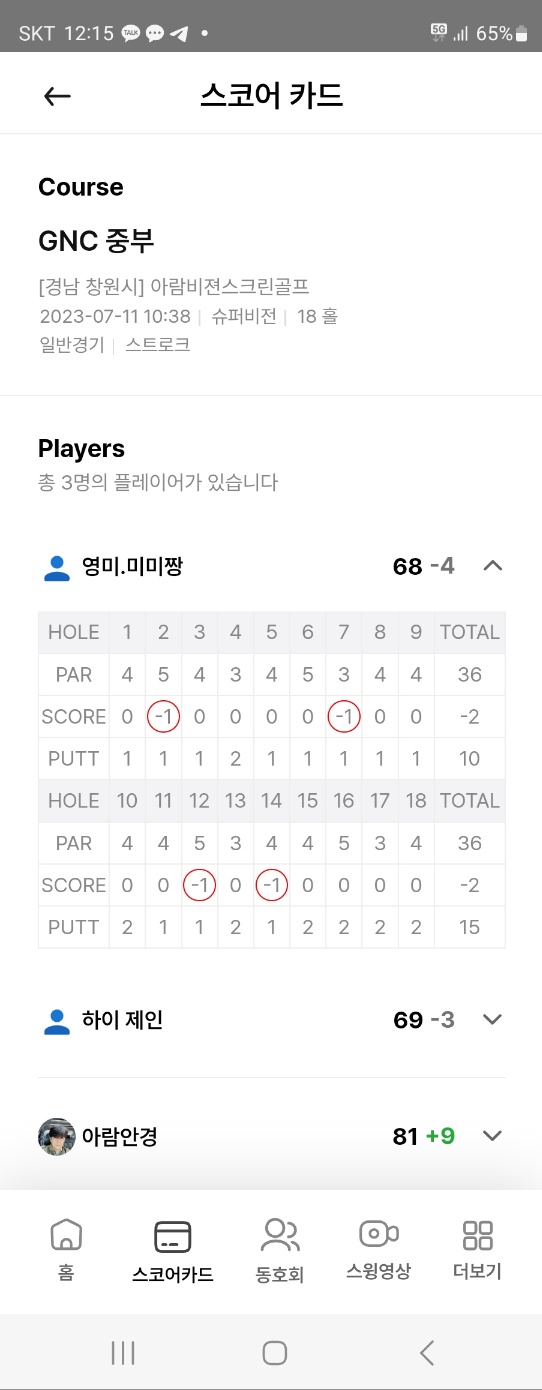 SKT 12:15 TALK 5G 65%
스코어 카드
Course
GNC 중부
[경남 창원시] 아람비젼스크린골프
2023-07-11 10:38 | 슈퍼비전 | 18 홀
일반경기 | 스트로크
Players
총 3명의 플레이어가 있습니다
영미.미미짱 68 -4
HOLE 1 2 3 4 5 6 7 8 9 TOTAL
PAR 4 5 4 3 4 5 3 4 4 36
SCORE 0 -1 0 0 0 0 -1 0 0 -2
PUTT 1 1 1 2 1 1 1 1 1 10
HOLE 10 11 12 13 14 15 16 17 18 TOTAL
PAR 4 4 5 3 4 4 5 3 4 36
SCORE 0 0 -1 0 -1 0 0 0 0 -2
PUTT 2 1 1 2 1 2 2 2 2 15
하이 제인 69 -3
아람안경 81 +9
홈 스코어카드 동호회 스윙영상 더보기